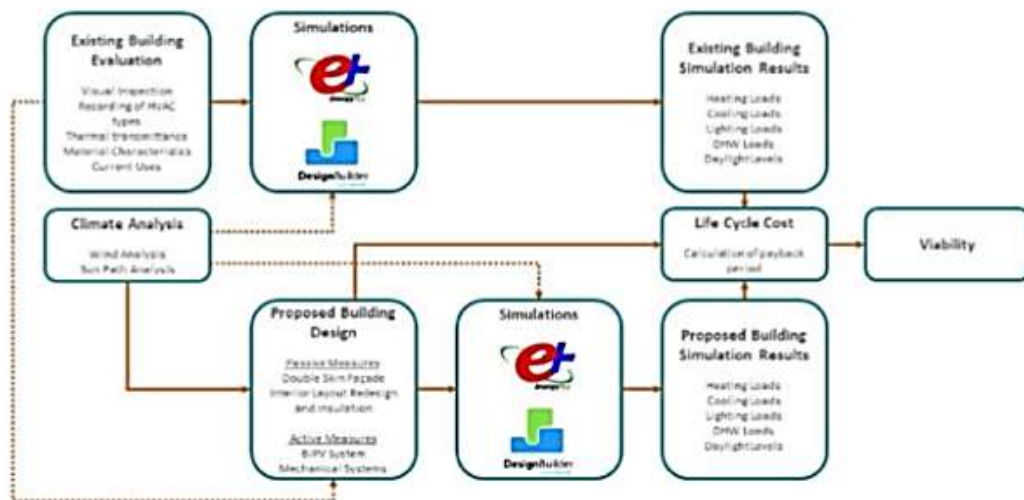 Existing Building
Evaluation
Visual Inspection
Recording of HVAC
types
Thermal transmittance
Material Characteristics
Current Uses
Simulations
DesignBuilder
Existing Building
Simulation Results
Heating Loads
Cooling Loads
Lighting Loads
DHW Loads
Daylight Levels
Climate Analysis
Wind Analysis
Sun Path Analysis
Life Cycle Cost
Calculation of payback
period
Viability
Proposed Building
Design
Passive Measures
Double Skin Façade
Interior Layout Redesign
and Insulation
Active Measures
BIPV System
Mechanical Systems
Simulations
DesignBuilder
Proposed Building
Simulation Results
Heating Loads
Cooling Loads
Lighting Loads
DHW Loads
Daylight Levels